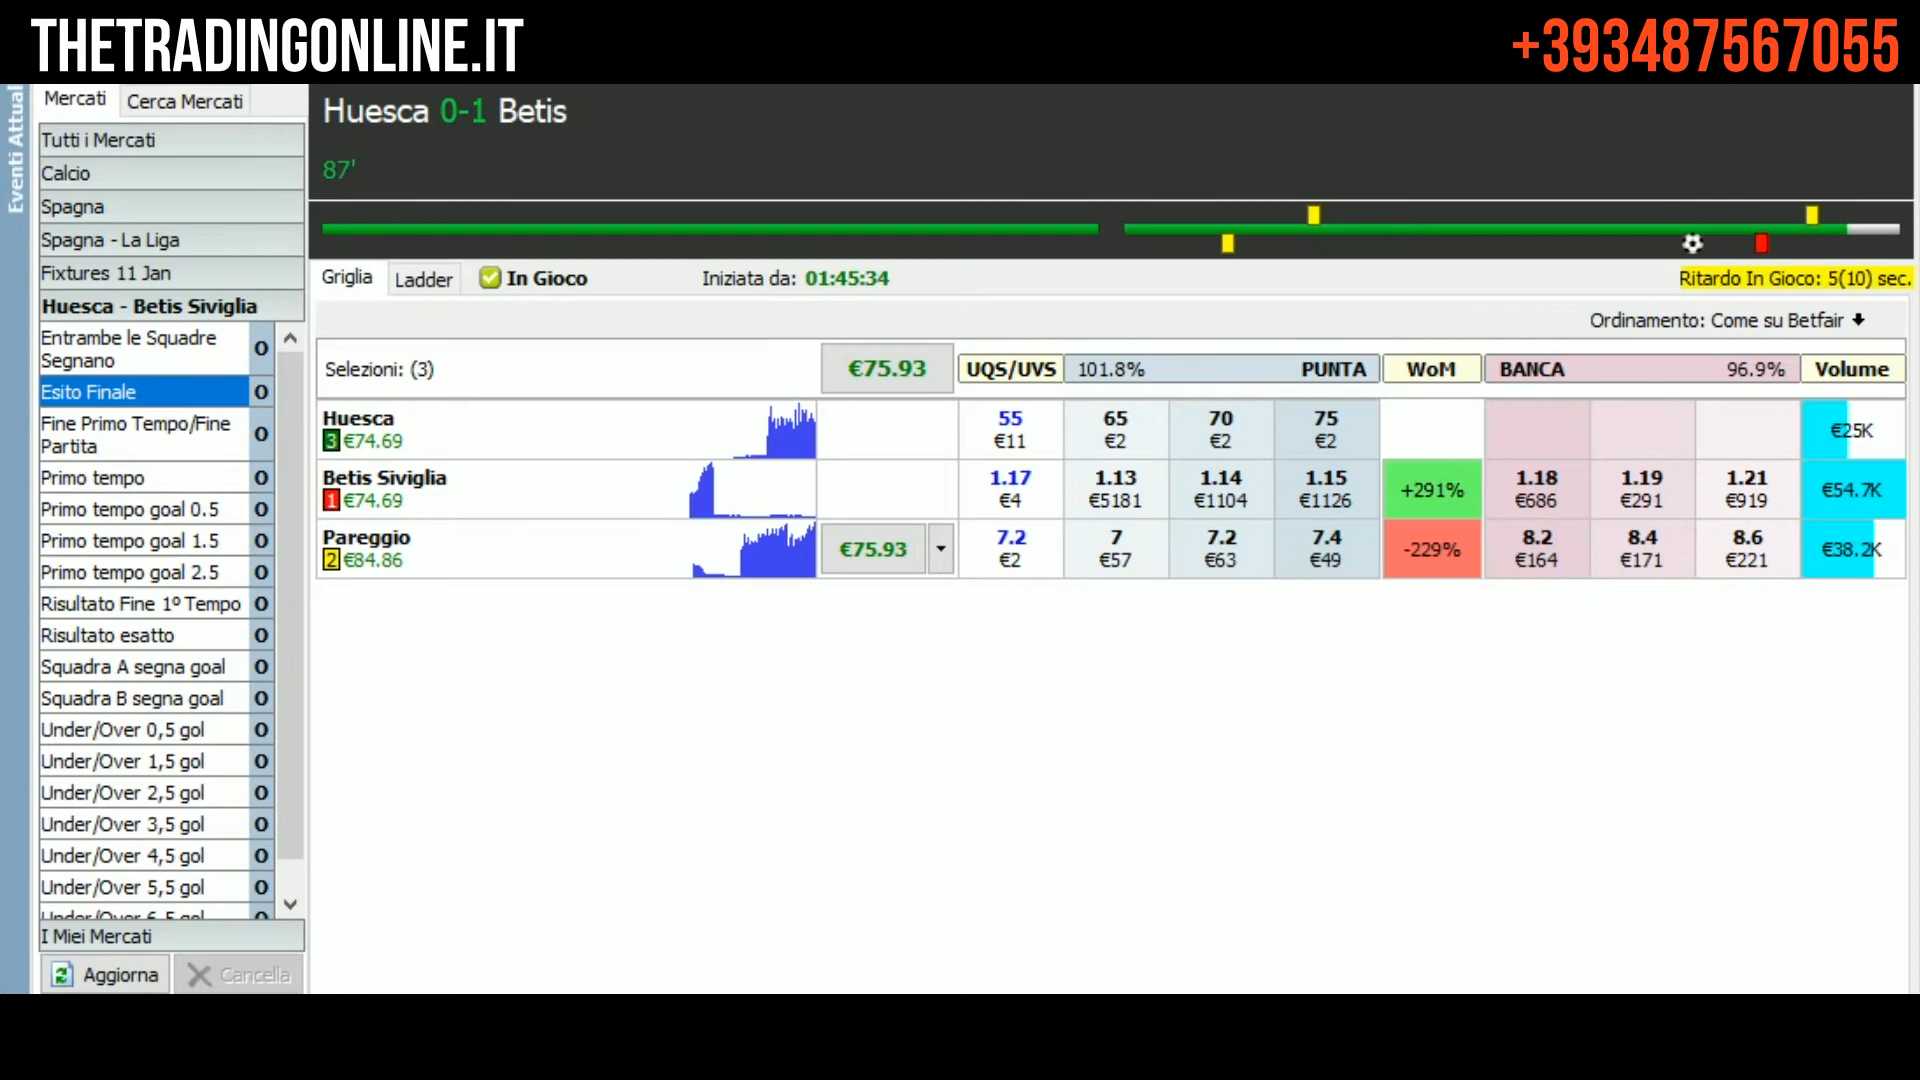 THETRADINGONLINE.IT
+393487567055
Eventi Attual
Mercati
Cerca Mercati
Tutti i Mercati
Calcio
Spagna
Spagna - La Liga
Fixtures 11 Jan
Huesca - Betis Siviglia
Entrambe le Squadre
Segnano
0
Esito Finale 0
Fine Primo Tempo/Fine
Partita
0
Primo tempo 0
Primo tempo goal 0.5 0
Primo tempo goal 1.5 0
Primo tempo goal 2.5 0
Risultato Fine 1º Tempo 0
Risultato esatto 0
Squadra A segna goal 0
Squadra B segna goal 0
Under/Over 0,5 gol 0
Under/Over 1,5 gol 0
Under/Over 2,5 gol 0
Under/Over 3,5 gol 0
Under/Over 4,5 gol 0
Under/Over 5,5 gol 0
Under/Over 6,5 gol 0
I Miei Mercati
Aggiorna
Cancella
Huesca 0-1 Betis
87'
Griglia
Ladder
In Gioco
Iniziata da: 01:45:34
Ritardo In Gioco: 5(10) sec.
Ordinamento: Come su Betfair
Selezioni: (3) €75.93 UQS/UVS 101.8% PUNTA WoM BANCA 96.9% Volume
Huesca 55 65 70 75
3 €74.69 €11 €2 €2 €2 €25K
Betis Siviglia 1.17 1.13 1.14 1.15 +291% 1.18 1.19 1.21 €54.7K
1 €74.69 €4 €5181 €1104 €1126 €686 €291 €919
Pareggio €75.93 7.2 7 7.2 7.4 -229% 8.2 8.4 8.6 €38.2K
2 €84.86 €2 €57 €63 €49 €164 €171 €221